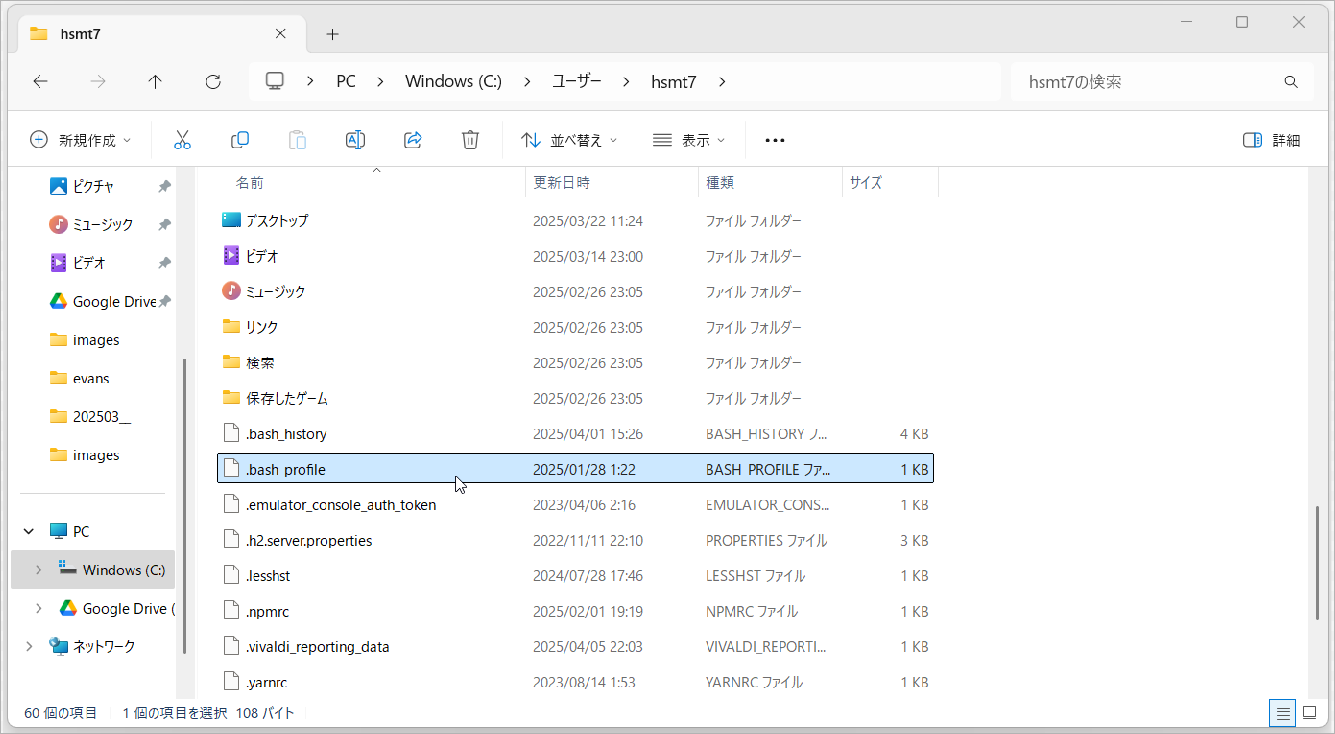 hsmt7
PC
Windows (C:)
ユーザー
hsmt7
hsmt7の検索
新規作成
並べ替え
表示
詳細
ピクチャ
ミュージック
ビデオ
Google Drive
images
evans
202503__
images
PC
Windows (C:)
Google Drive (
ネットワーク
名前 更新日時 種類 サイズ
デスクトップ 2025/03/22 11:24 ファイル フォルダー
ビデオ 2025/03/14 23:00 ファイル フォルダー
ミュージック 2025/02/26 23:05 ファイル フォルダー
リンク 2025/02/26 23:05 ファイル フォルダー
検索 2025/02/26 23:05 ファイル フォルダー
保存したゲーム 2025/02/26 23:05 ファイル フォルダー
.bash_history 2025/04/01 15:26 BASH_HISTORY フ... 4 KB
.bash_profile 2025/01/28 1:22 BASH_PROFILE ファ... 1 KB
.emulator_console_auth_token 2023/04/06 2:16 EMULATOR_CONS... 1 KB
.h2.server.properties 2022/11/11 22:10 PROPERTIES ファイル 3 KB
.lesshst 2024/07/28 17:46 LESSHST ファイル 1 KB
.npmrc 2025/02/01 19:19 NPMRC ファイル 1 KB
.vivaldi_reporting_data 2025/04/05 22:03 VIVALDI_REPORTI... 1 KB
.yarnrc 2023/08/14 1:53 YARNRC ファイル 1 KB
60 個の項目 1 個の項目を選択 108 バイト